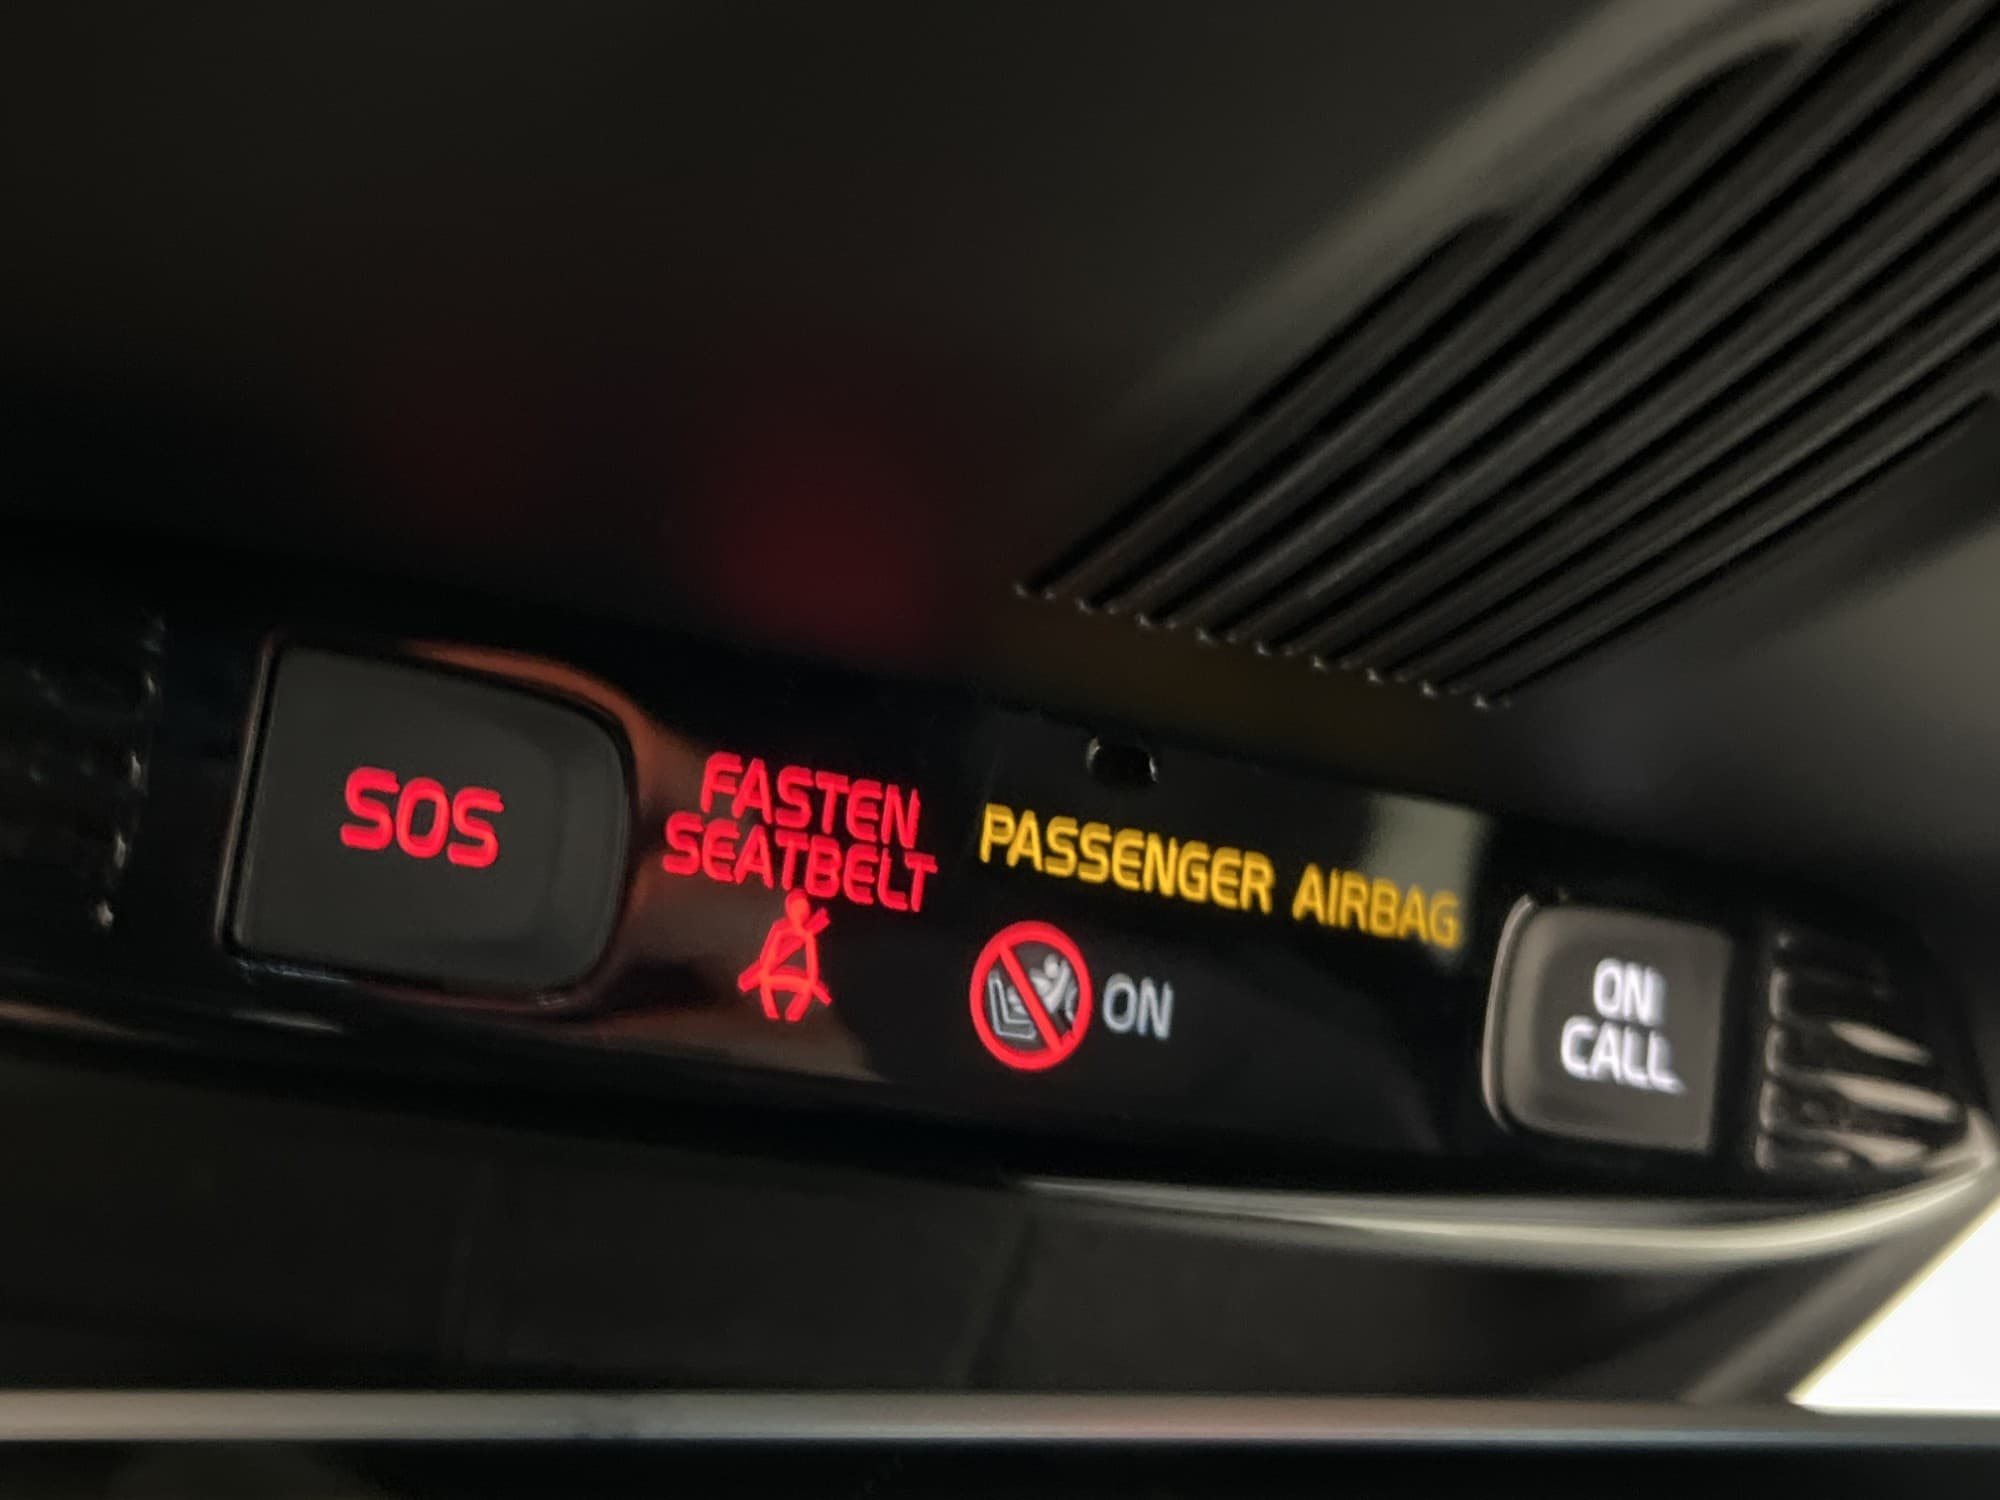 SOS
FASTEN
SEATBELT
PASSENGER AIRBAG
ON
ON
CALL